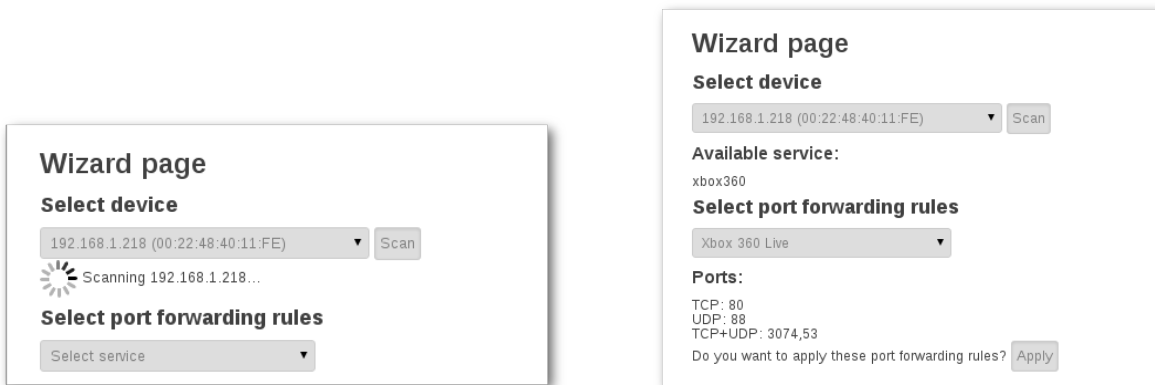 Wizard page
Select device
192.168.1.218 (00:22:48:40:11:FE) Scan
Scanning 192.168.1.218...
Select port forwarding rules
Select service
Wizard page
Select device
192.168.1.218 (00:22:48:40:11:FE) Scan
Available service:
xbox360
Select port forwarding rules
Xbox 360 Live
Ports:
TCP: 80
UDP: 88
TCP+UDP: 3074,53
Do you want to apply these port forwarding rules? Apply